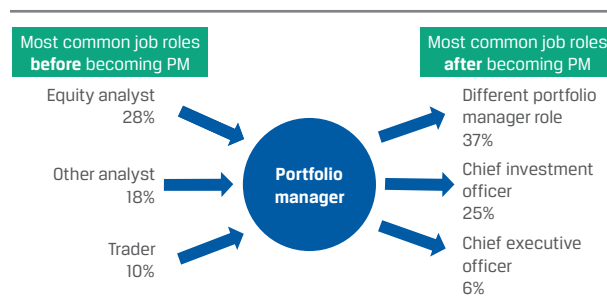 Most common job roles
before becoming PM
Equity analyst
28%
Other analyst
18%
Trader
10%
Portfolio
manager
Most common job roles
after becoming PM
Different portfolio
manager role
37%
Chief investment
officer
25%
Chief executive
officer
6%